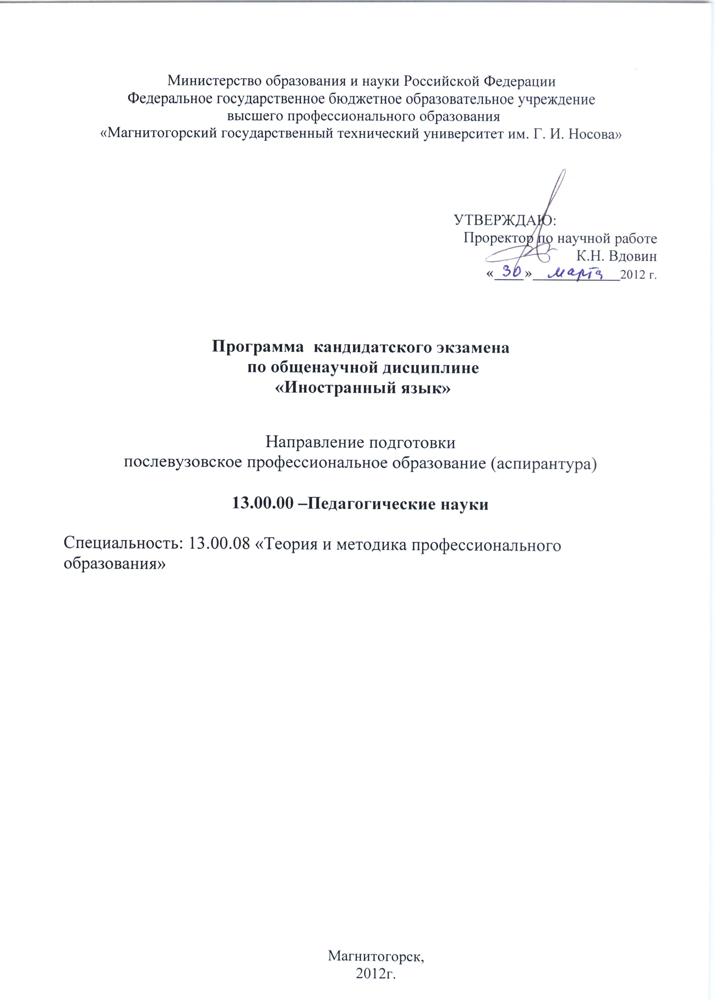 Министерство образования и науки Российской Федерации
Федеральное государственное бюджетное образовательное учреждение
высшего профессионального образования
«Магнитогорский государственный технический университет им. Г. И. Носова»
УТВЕРЖДАЮ:
Проректор по научной работе
К.Н. Вдовин
«30» марта 2012 г.
Программа  кандидатского экзамена
по общенаучной дисциплине
«Иностранный язык»
Направление подготовки
послевузовское профессиональное образование (аспирантура)
13.00.00 –Педагогические науки
Специальность: 13.00.08 «Теория и методика профессионального
образования»
Магнитогорск,
2012г.